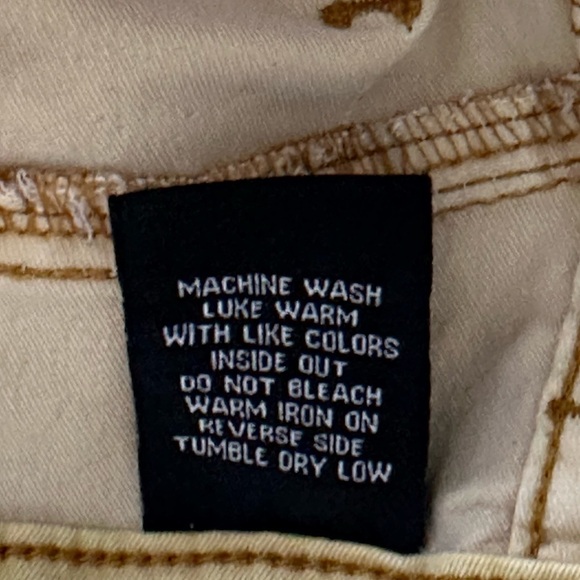 MACHINE WASH
LUKE WARM
WITH LIKE COLORS
INSIDE OUT
DO NOT BLEACH
WARM IRON ON
REVERSE SIDE
TUMBLE DRY LOW